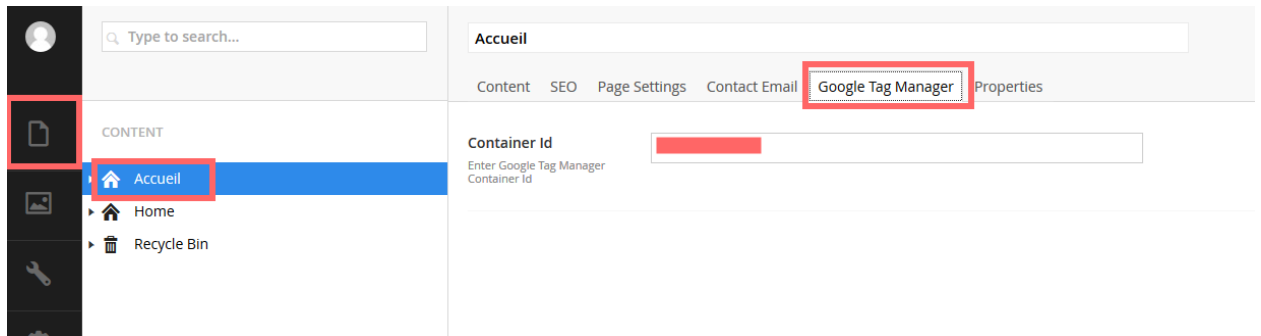 Type to search...
Accueil
Content SEO Page Settings Contact Email Google Tag Manager Properties
CONTENT
Accueil
Home
Recycle Bin
Container Id
Enter Google Tag Manager
Container Id